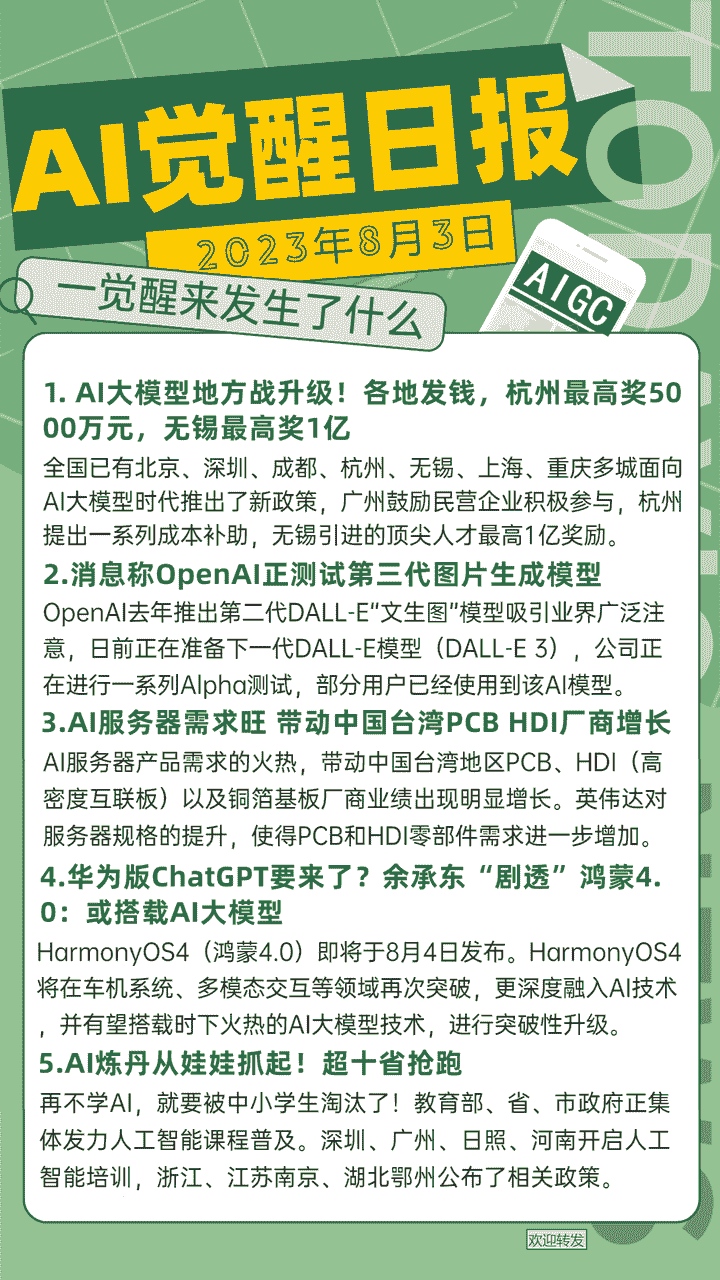 AI觉醒日报
2023年8月3日
一觉醒来发生了什么
AIGC
1. AI大模型地方战升级！各地发钱，杭州最高奖50
00万元，无锡最高奖1亿
全国已有北京、深圳、成都、杭州、无锡、上海、重庆多城面向
AI大模型时代推出了新政策，广州鼓励民营企业积极参与，杭州
提出一系列成本补助，无锡引进的顶尖人才最高1亿奖励。
2.消息称OpenAI正测试第三代图片生成模型
OpenAI去年推出第二代DALL-E“文生图”模型吸引业界广泛注
意，日前正在准备下一代DALL-E模型（DALL-E 3），公司正
在进行一系列Alpha测试，部分用户已经使用到该AI模型。
3.AI服务器需求旺 带动中国台湾PCB HDI厂商增长
AI服务器产品需求的火热，带动中国台湾地区PCB、HDI（高
密度互联板）以及铜箔基板厂商业绩出现明显增长。英伟达对
服务器规格的提升，使得PCB和HDI零部件需求进一步增加。
4.华为版ChatGPT要来了？余承东“剧透”鸿蒙4.
0：或搭载AI大模型
HarmonyOS4（鸿蒙4.0）即将于8月4日发布。HarmonyOS4
将在车机系统、多模态交互等领域再次突破，更深度融入AI技术
，并有望搭载时下火热的AI大模型技术，进行突破性升级。
5.AI炼丹从娃娃抓起！超十省抢跑
再不学AI，就要被中小学生淘汰了！教育部、省、市政府正集
体发力人工智能课程普及。深圳、广州、日照、河南开启人工
智能培训，浙江、江苏南京、湖北鄂州公布了相关政策。
欢迎转发